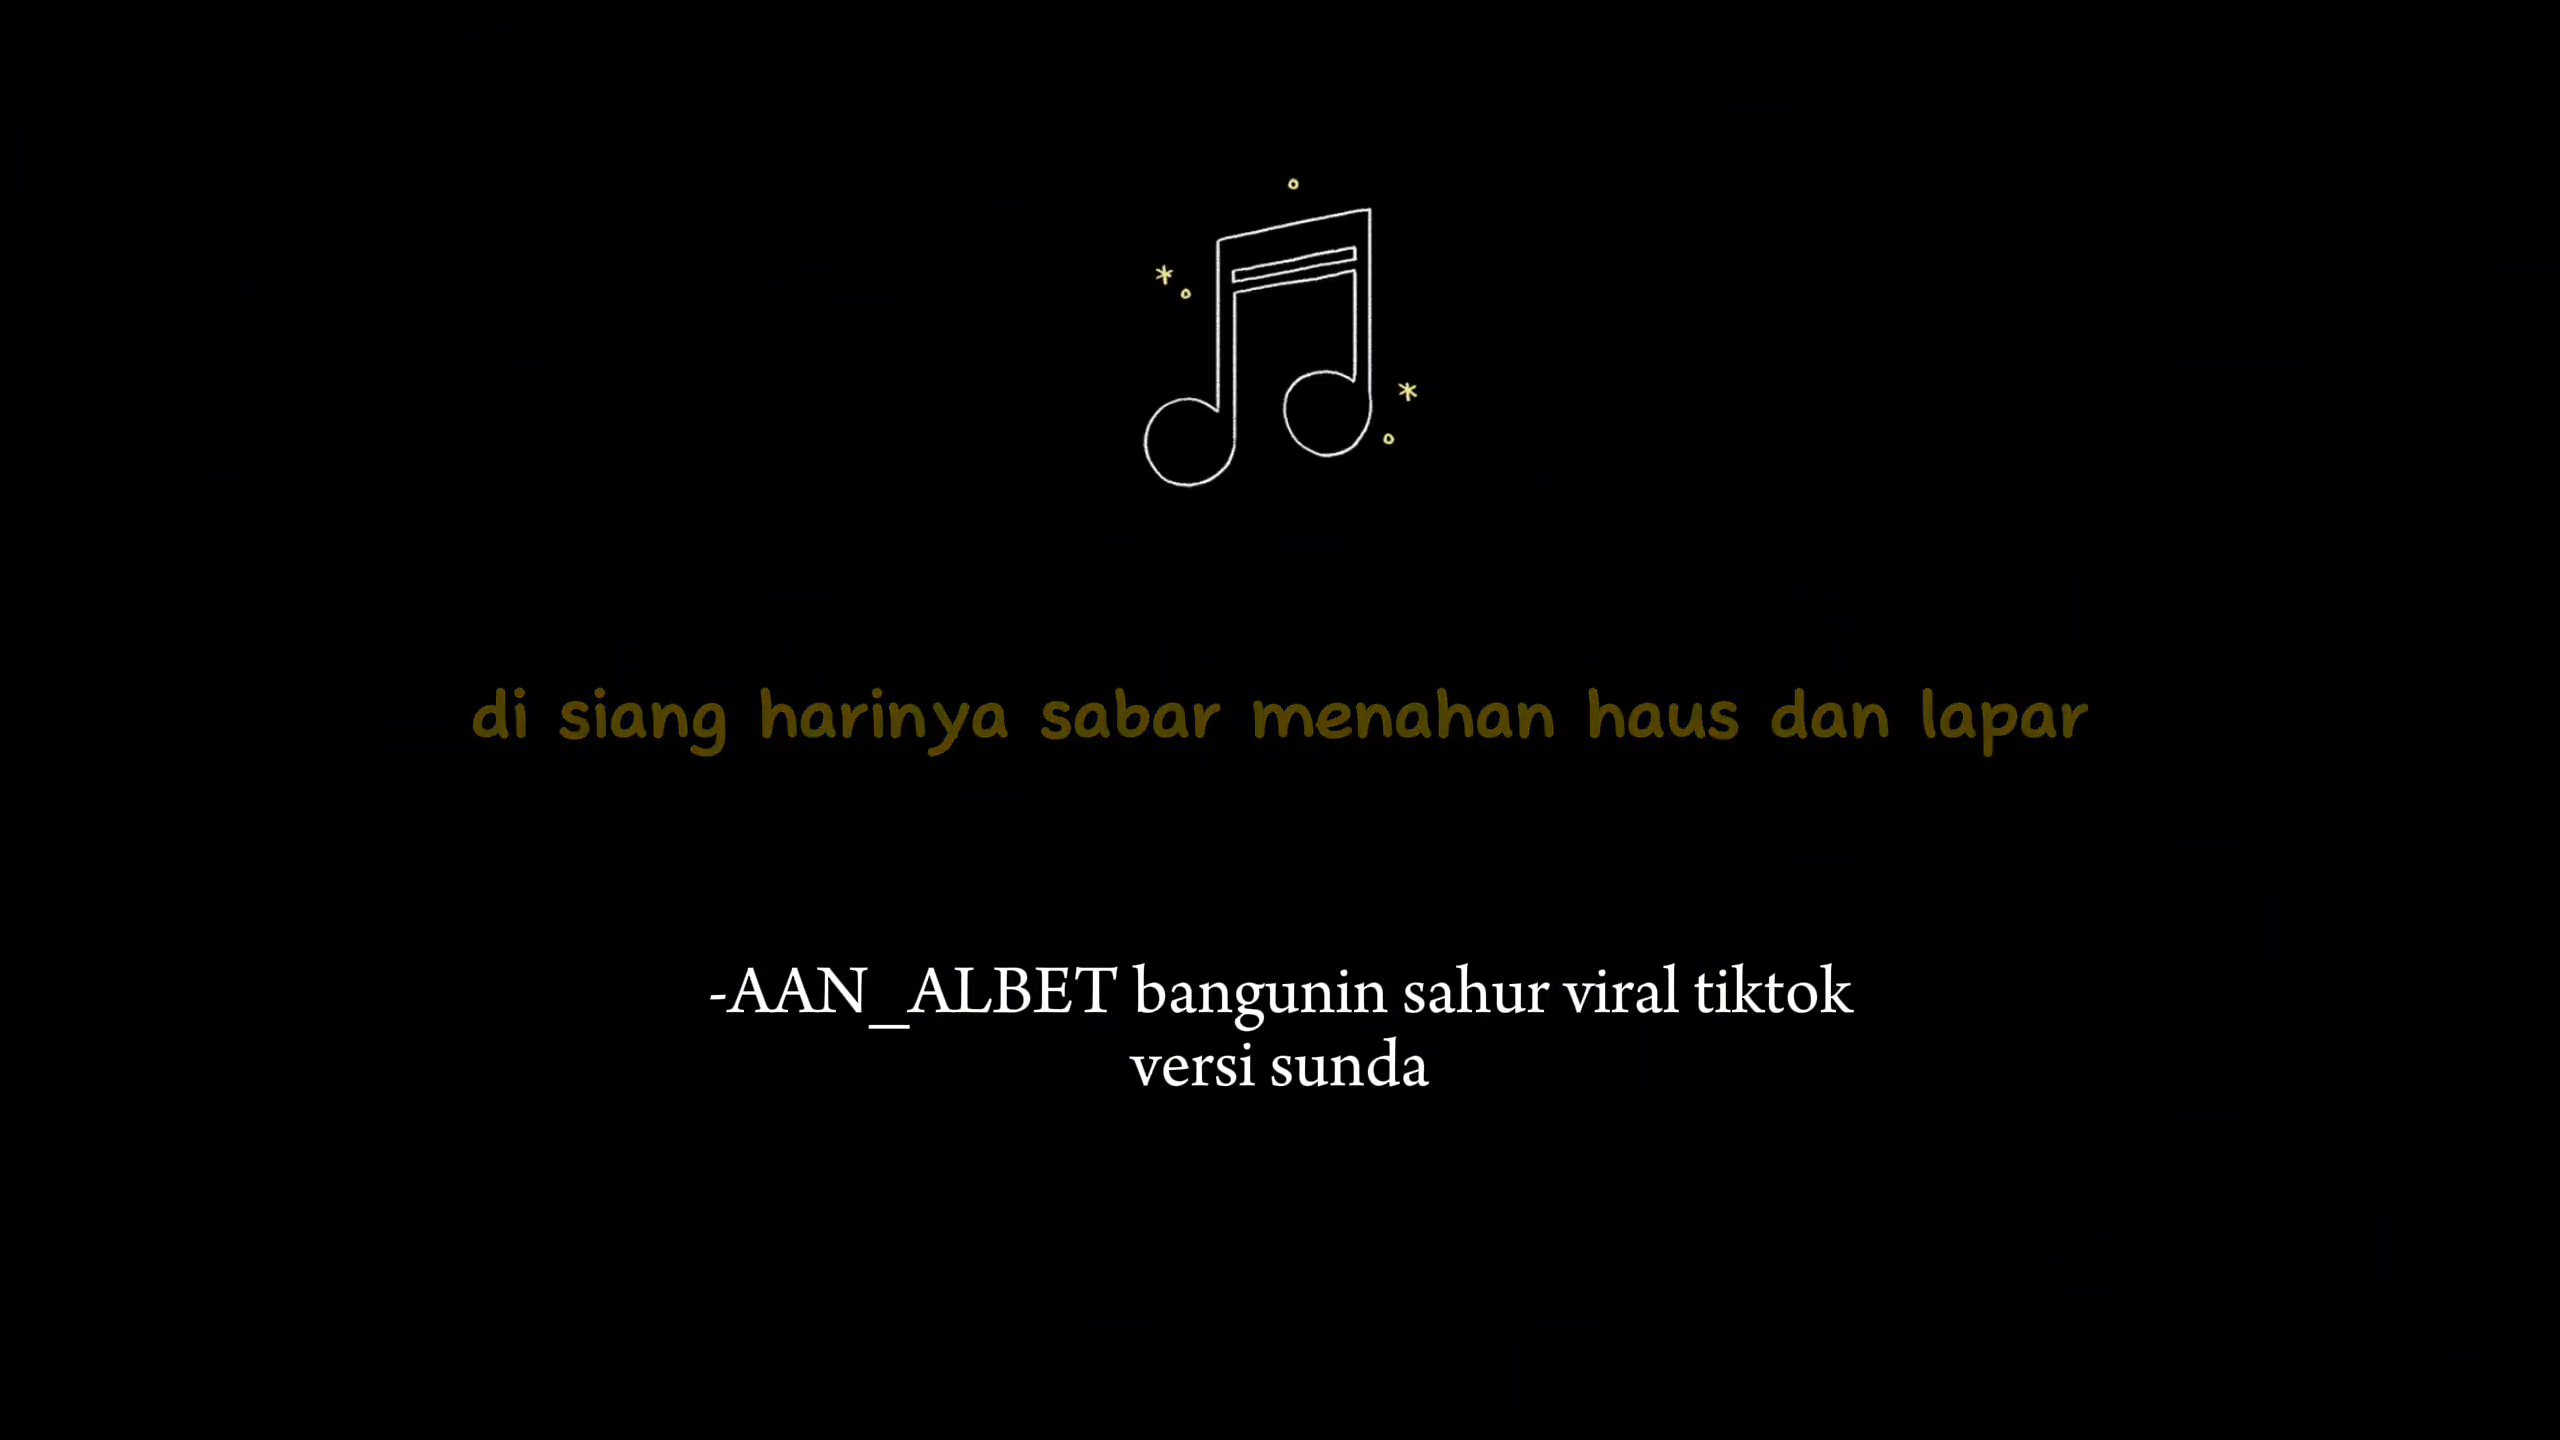 di siang harinya sabar menahan haus dan lapar
-AAN_ALBET bangunin sahur viral tiktok
versi sunda